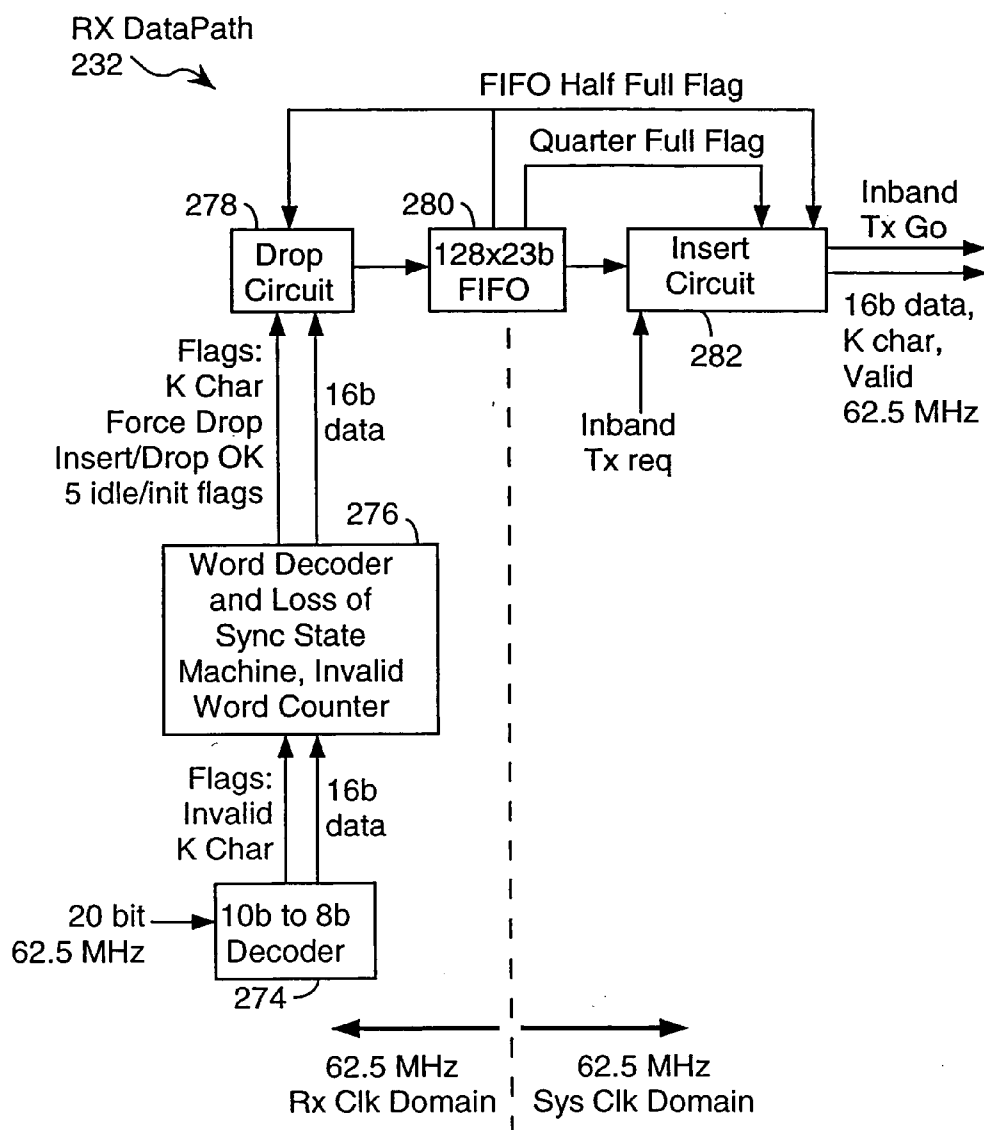 RX DataPath
232
FIFO Half Full Flag
Quarter Full Flag
278
280
Drop
Circuit
128x23b
FIFO
Insert
Circuit
282
Inband
Tx Go
16b data,
K char,
Valid
62.5 MHz
Inband
Tx req
Flags:
K Char
Force Drop
Insert/Drop OK
5 idle/init flags
16b
data
276
Word Decoder
and Loss of
Sync State
Machine, Invalid
Word Counter
Flags:
Invalid
K Char
16b
data
20 bit
62.5 MHz
10b to 8b
Decoder
274
62.5 MHz
Rx Clk Domain
62.5 MHz
Sys Clk Domain